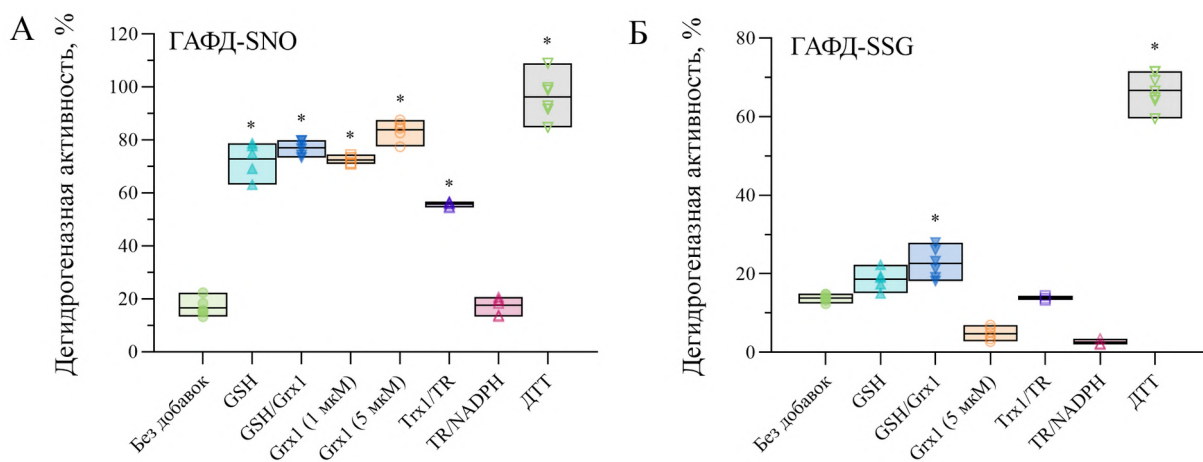 А
Дегидрогеназная активность, %
ГАФД-SNO
120
100
80
60
40
20
0
*
*
*
*
*
*
Без добавок
GSH
GSH/Grx1
Grx1 (1 мкМ)
Grx1 (5 мкМ)
Trx1/TR
TR/NADPH
ДТТ
Б
Дегидрогеназная активность, %
ГАФД-SSG
80
60
40
20
0
*
*
Без добавок
GSH
GSH/Grx1
Grx1 (5 мкМ)
Trx1/TR
TR/NADPH
ДТТ